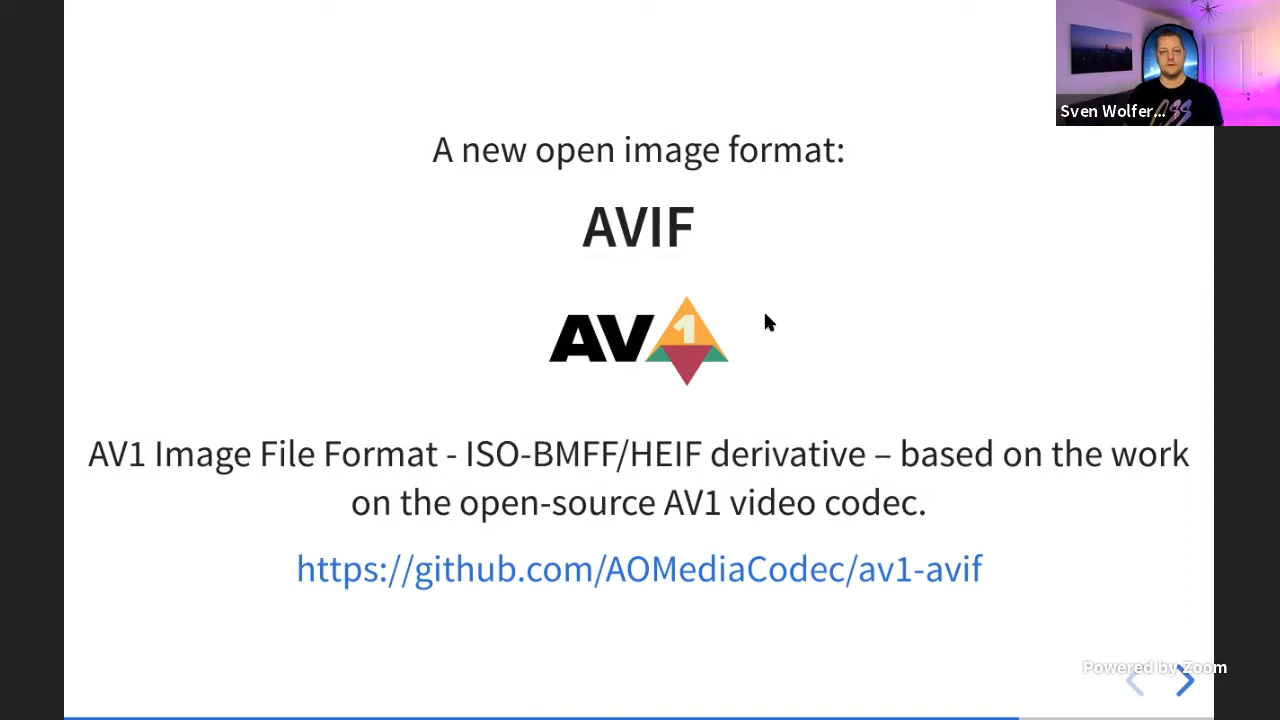 A new open image format:
AVIF
AV1
AV1 Image File Format - ISO-BMFF/HEIF derivative – based on the work
on the open-source AV1 video codec.
https://github.com/AOMediaCodec/av1-avif
Sven Wolfer...
CSS
Powered by Zoom